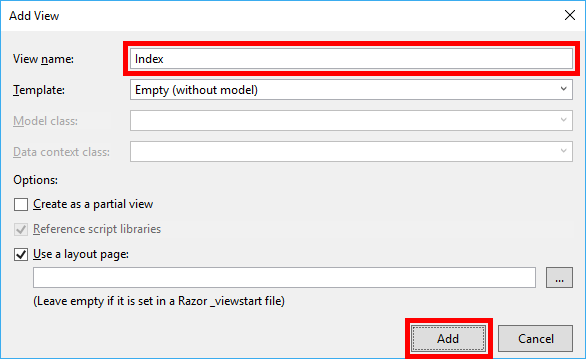 Add View
View name: Index
Template: Empty (without model)
Model class:
Data context class:
Options:
Create as a partial view
Reference script libraries
Use a layout page:
...
(Leave empty if it is set in a Razor _viewstart file)
Add Cancel